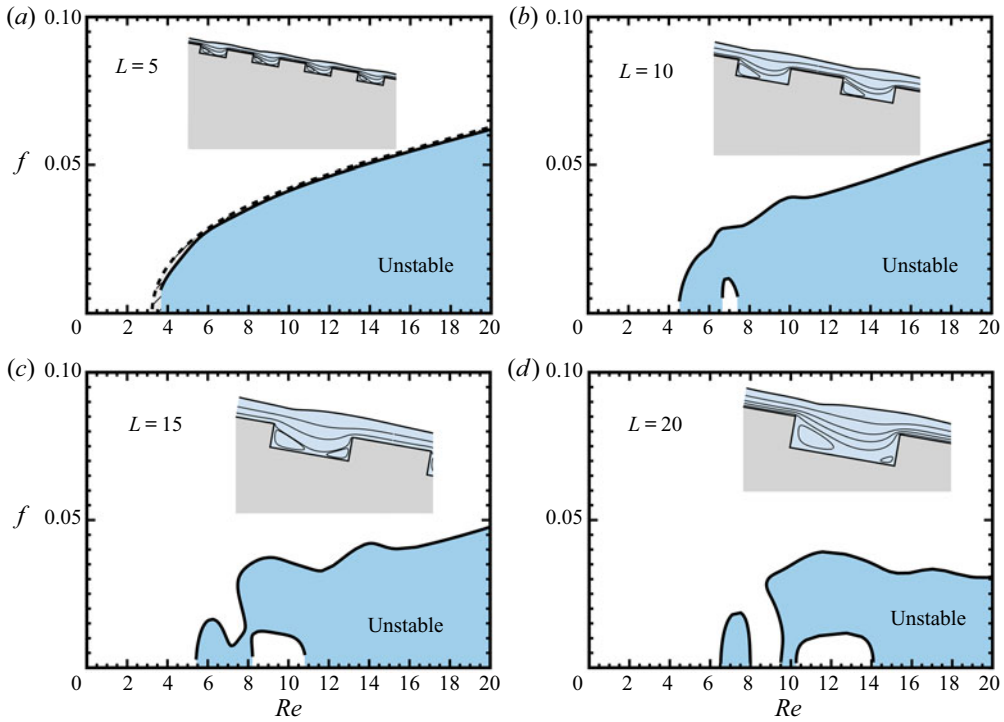 (a)
(b)
0.10
0.10
L = 5
L = 10
f
0.05
0.05
Unstable
Unstable
0 2 4 6 8 10 12 14 16 18 20
0 2 4 6 8 10 12 14 16 18 20
(c)
(d)
0.10
0.10
L = 15
L = 20
f
0.05
0.05
Unstable
Unstable
0 2 4 6 8 10 12 14 16 18 20
0 2 4 6 8 10 12 14 16 18 20
Re
Re